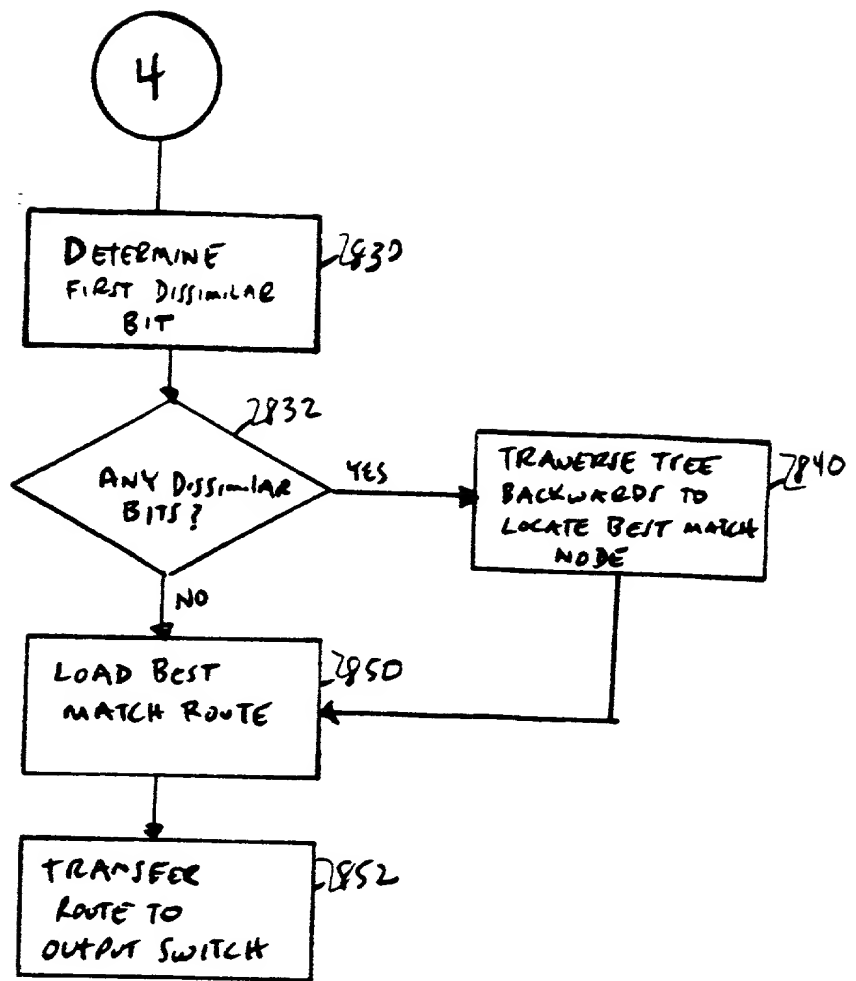 4
DETERMINE
FIRST DISSIMILAR
BIT
2830
2832
ANY DISSIMILAR
BITS?
YES
TRAVERSE TREE
BACKWARDS TO
LOCATE BEST MATCH
NODE
2840
NO
LOAD BEST
MATCH ROUTE
2850
TRANSFER
ROUTE TO
OUTPUT SWITCH
2852